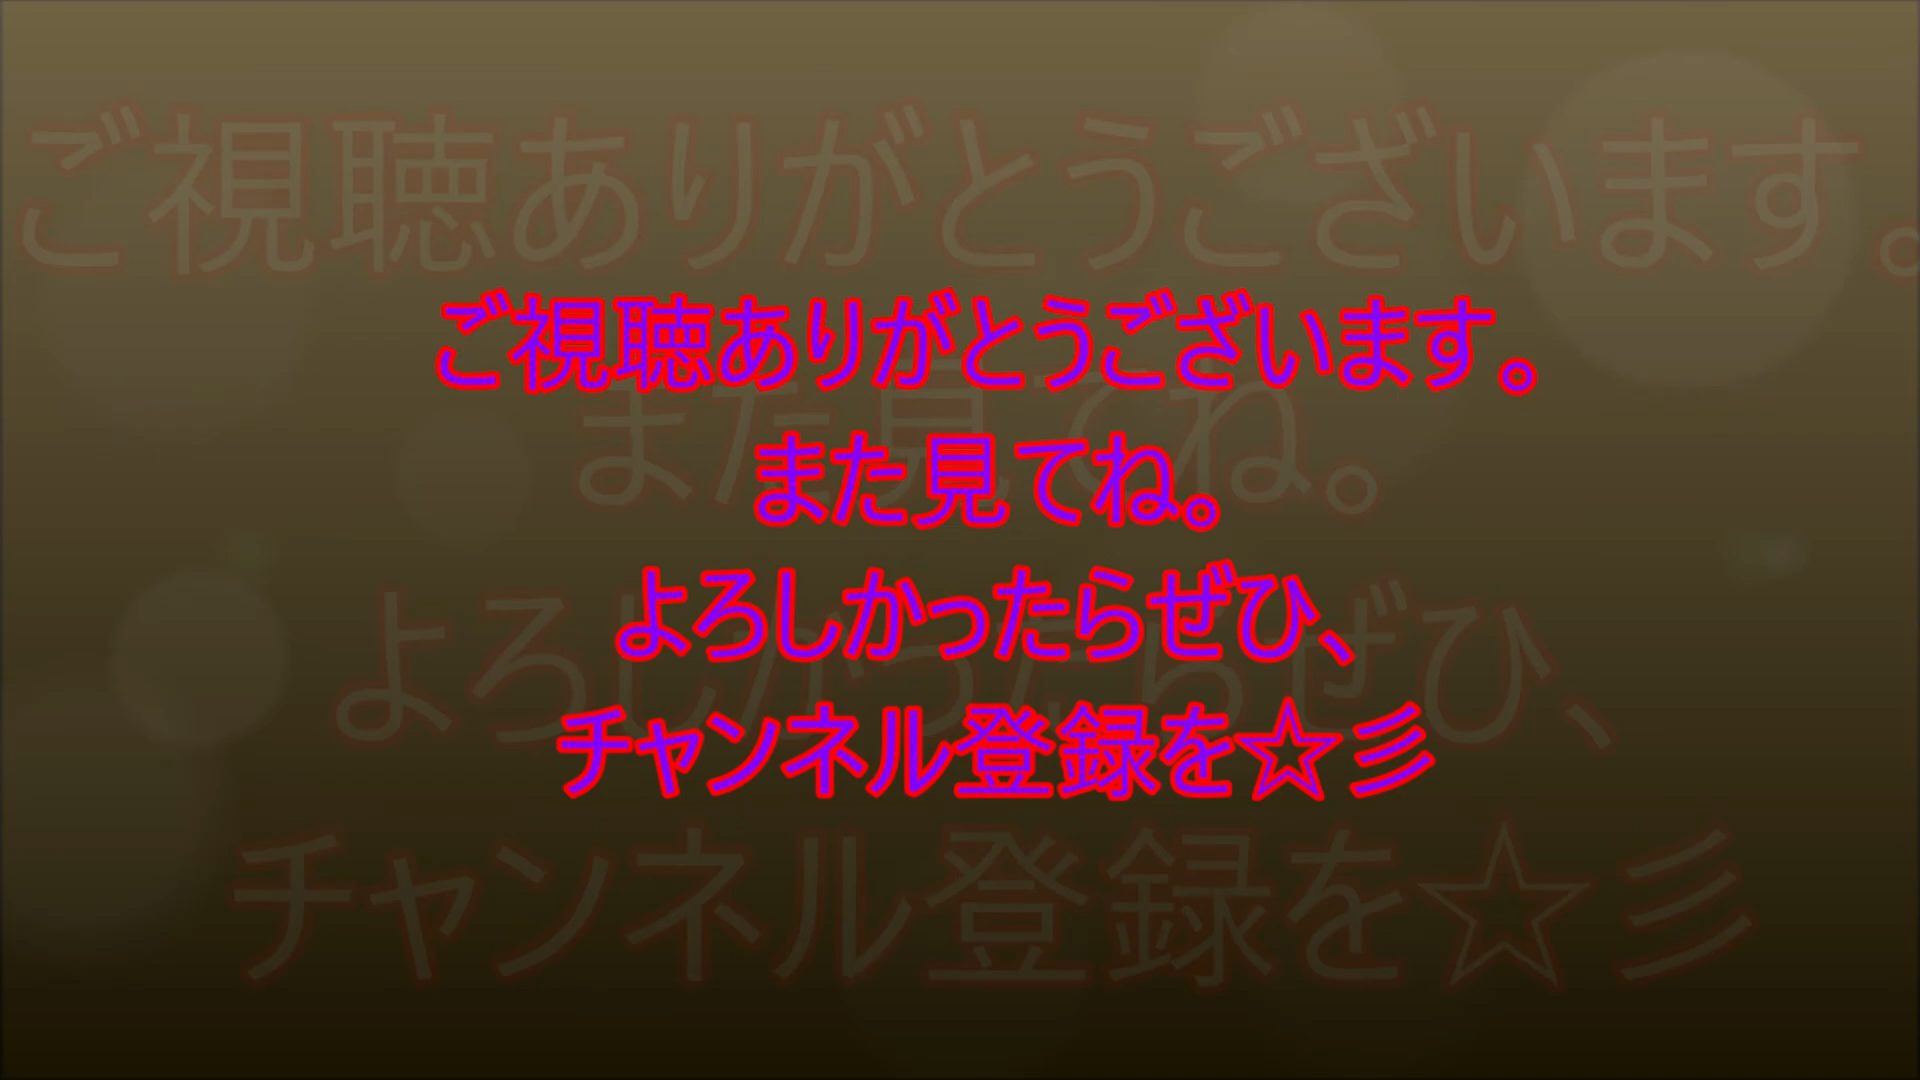 ご視聴ありがとうございます。
また見てね。
よろしかったらぜひ、
チャンネル登録を☆彡
ご視聴ありがとうございます。
また見てね。
よろしかったらぜひ、
チャンネル登録を☆彡